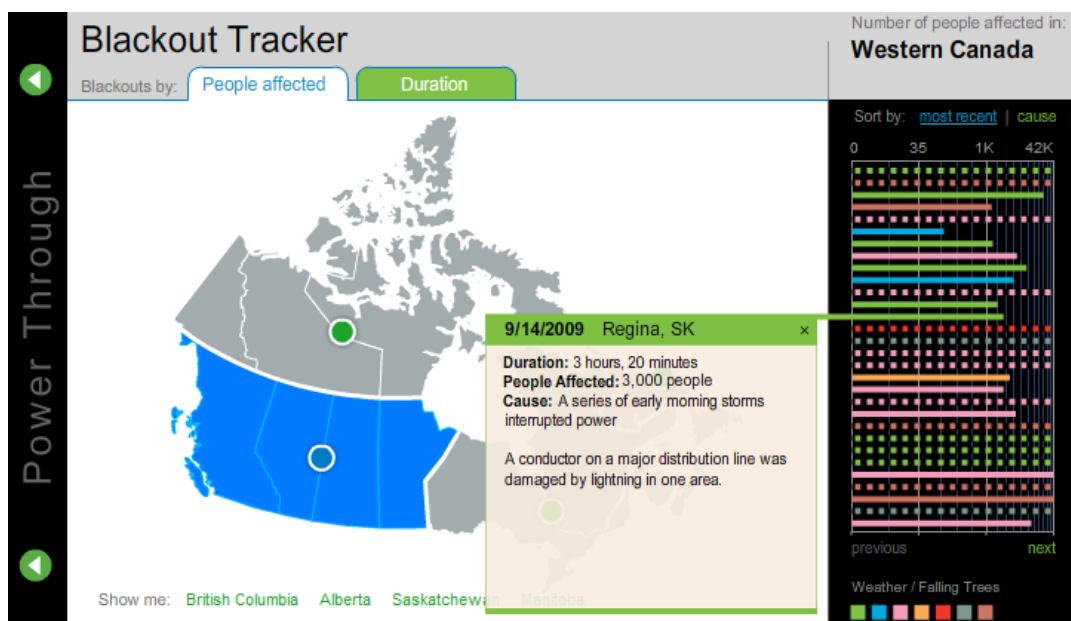 Power Through
Blackout Tracker
Blackouts by: People affected Duration
Number of people affected in:
Western Canada
Sort by: most recent | cause
0 35 1K 42K
9/14/2009 Regina, SK ×
Duration: 3 hours, 20 minutes
People Affected: 3,000 people
Cause: A series of early morning storms
interrupted power
A conductor on a major distribution line was
damaged by lightning in one area.
previous next
Weather / Falling Trees
Show me: British Columbia Alberta Saskatchewan Manitoba